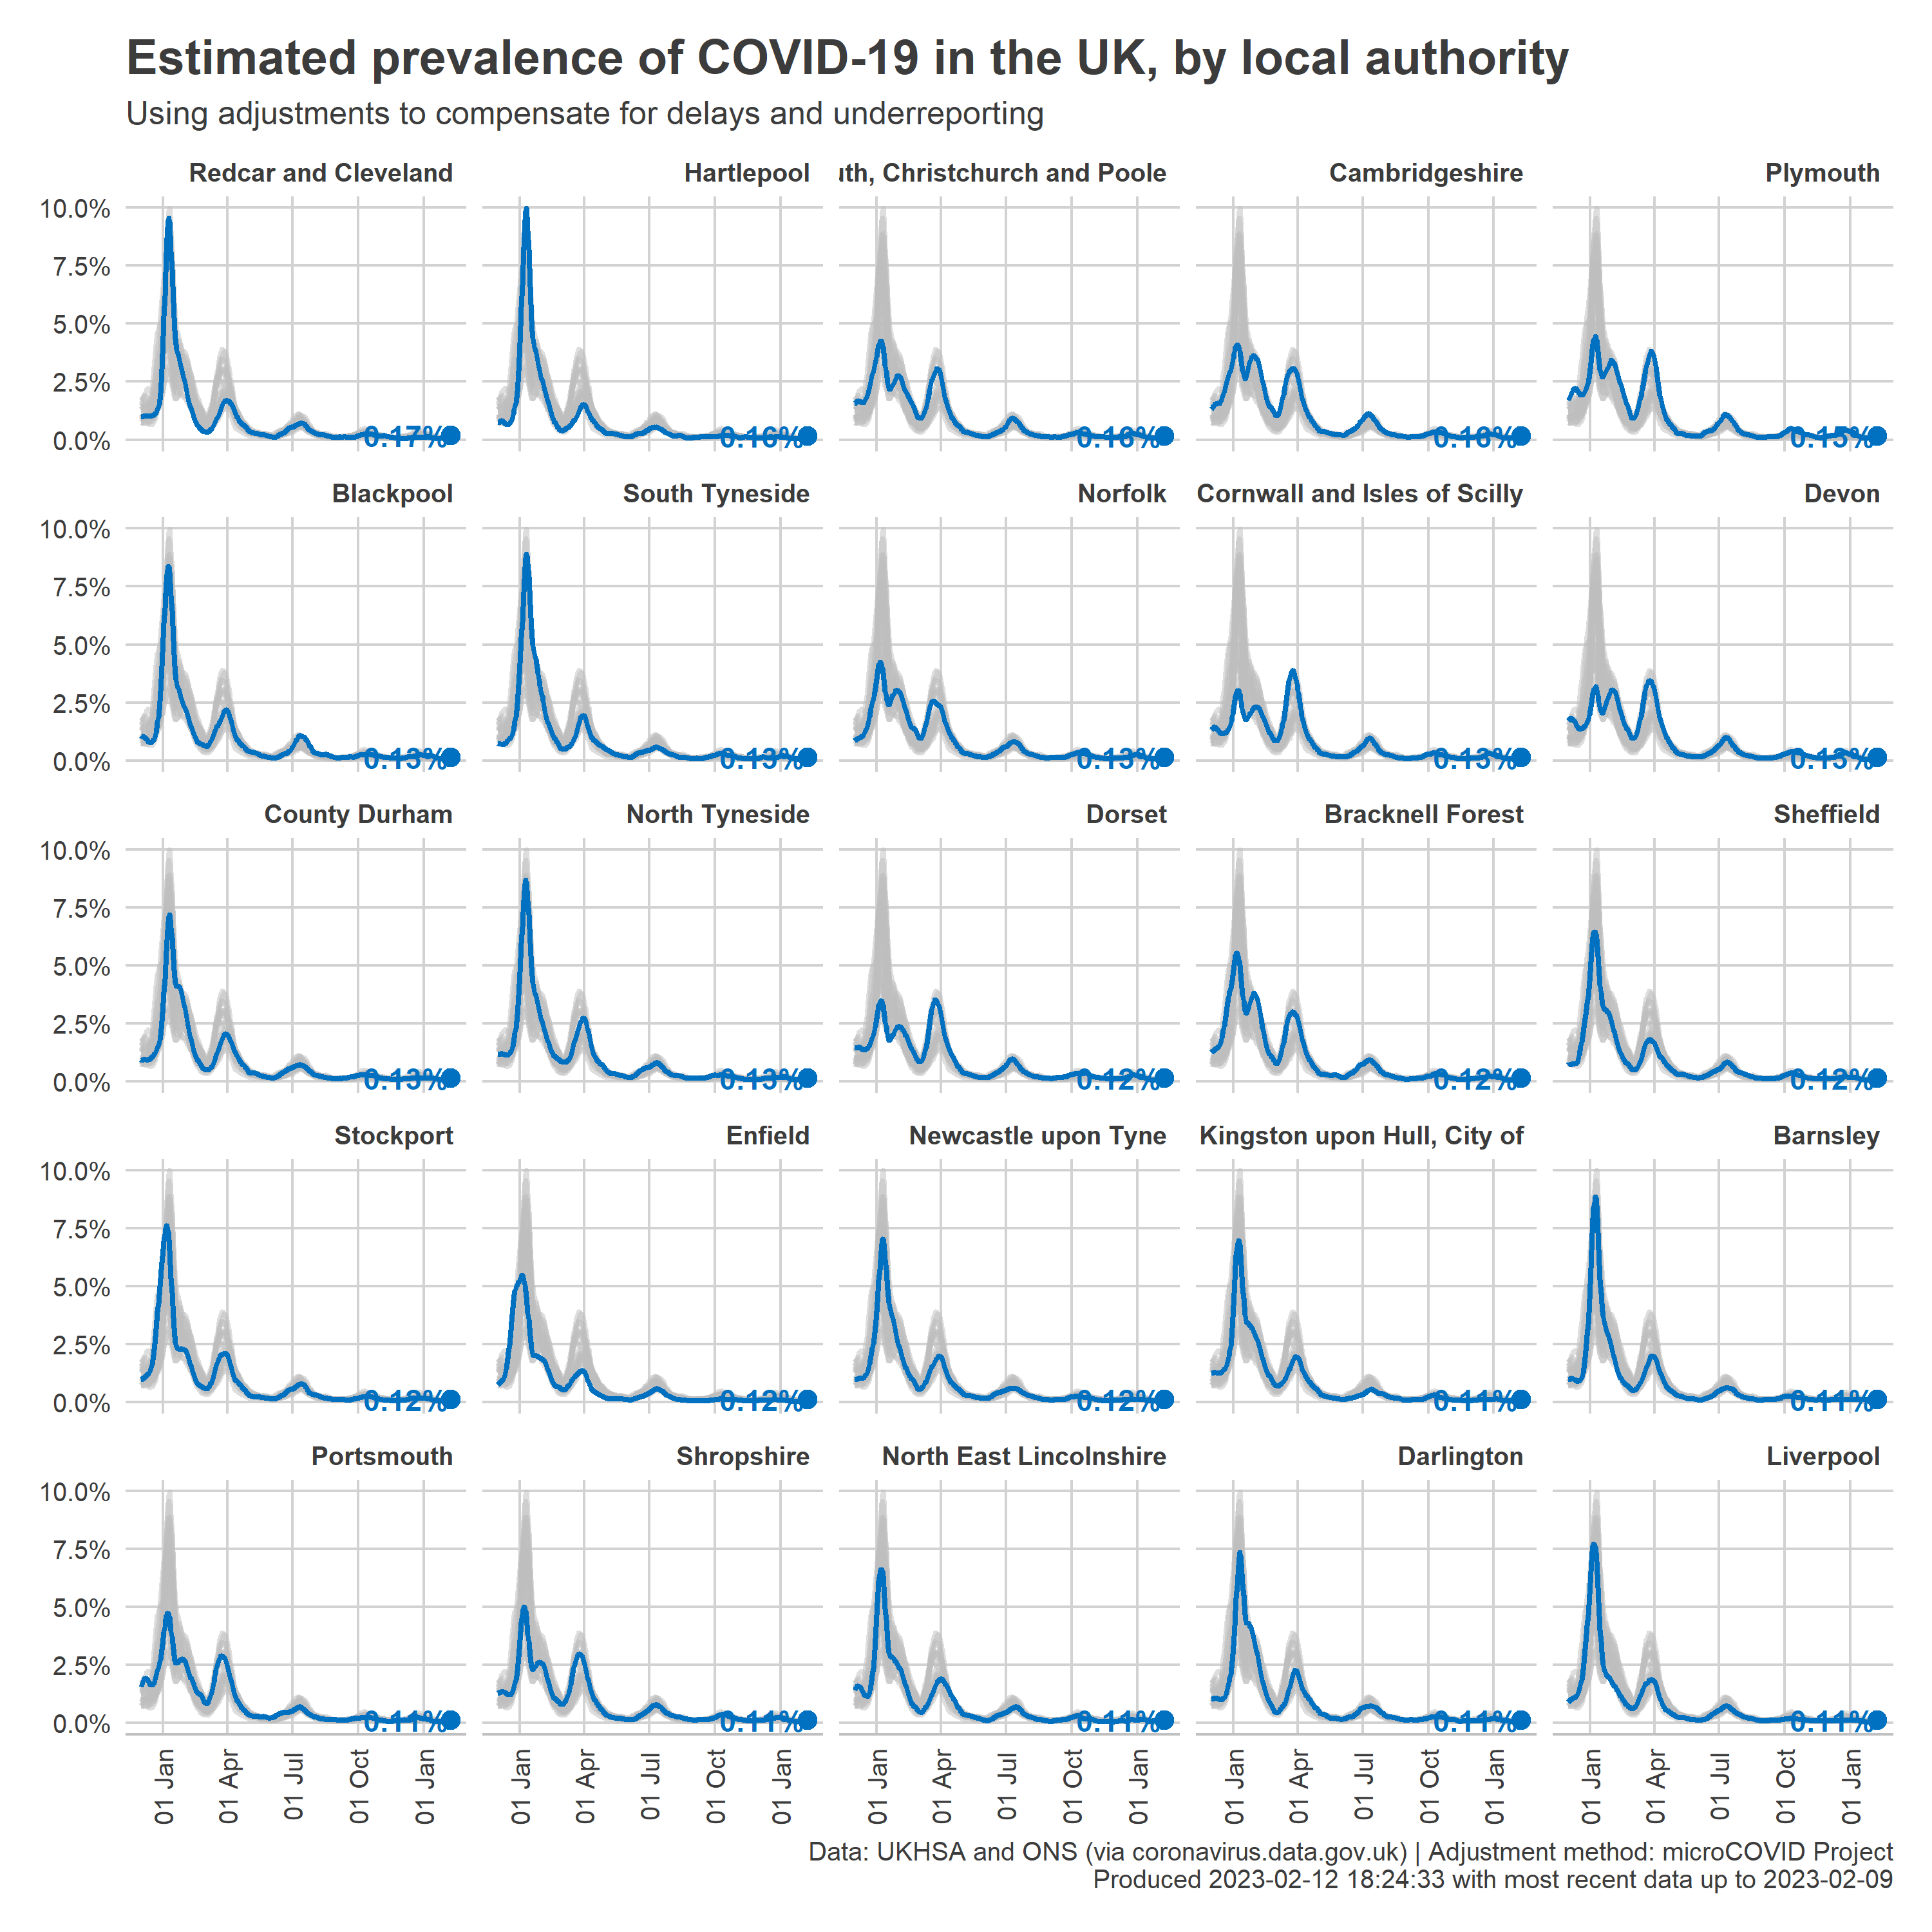 Estimated prevalence of COVID-19 in the UK, by local authority
Using adjustments to compensate for delays and underreporting
Redcar and Cleveland
Hartlepool
uth, Christchurch and Poole
Cambridgeshire
Plymouth
10.0%
7.5%
5.0%
2.5%
0.0%
0.17%
0.16%
0.16%
0.16%
0.15%
Blackpool
South Tyneside
Norfolk
Cornwall and Isles of Scilly
Devon
10.0%
7.5%
5.0%
2.5%
0.0%
0.13%
0.13%
0.13%
0.13%
0.13%
County Durham
North Tyneside
Dorset
Bracknell Forest
Sheffield
10.0%
7.5%
5.0%
2.5%
0.0%
0.13%
0.13%
0.12%
0.12%
0.12%
Stockport
Enfield
Newcastle upon Tyne
Kingston upon Hull, City of
Barnsley
10.0%
7.5%
5.0%
2.5%
0.0%
0.12%
0.12%
0.12%
0.11%
0.11%
Portsmouth
Shropshire
North East Lincolnshire
Darlington
Liverpool
10.0%
7.5%
5.0%
2.5%
0.0%
0.11%
0.11%
0.11%
0.11%
0.11%
01 Jan
01 Apr
01 Jul
01 Oct
01 Jan
01 Jan
01 Apr
01 Jul
01 Oct
01 Jan
01 Jan
01 Apr
01 Jul
01 Oct
01 Jan
01 Jan
01 Apr
01 Jul
01 Oct
01 Jan
01 Jan
01 Apr
01 Jul
01 Oct
01 Jan
Data: UKHSA and ONS (via coronavirus.data.gov.uk) | Adjustment method: microCOVID Project
Produced 2023-02-12 18:24:33 with most recent data up to 2023-02-09